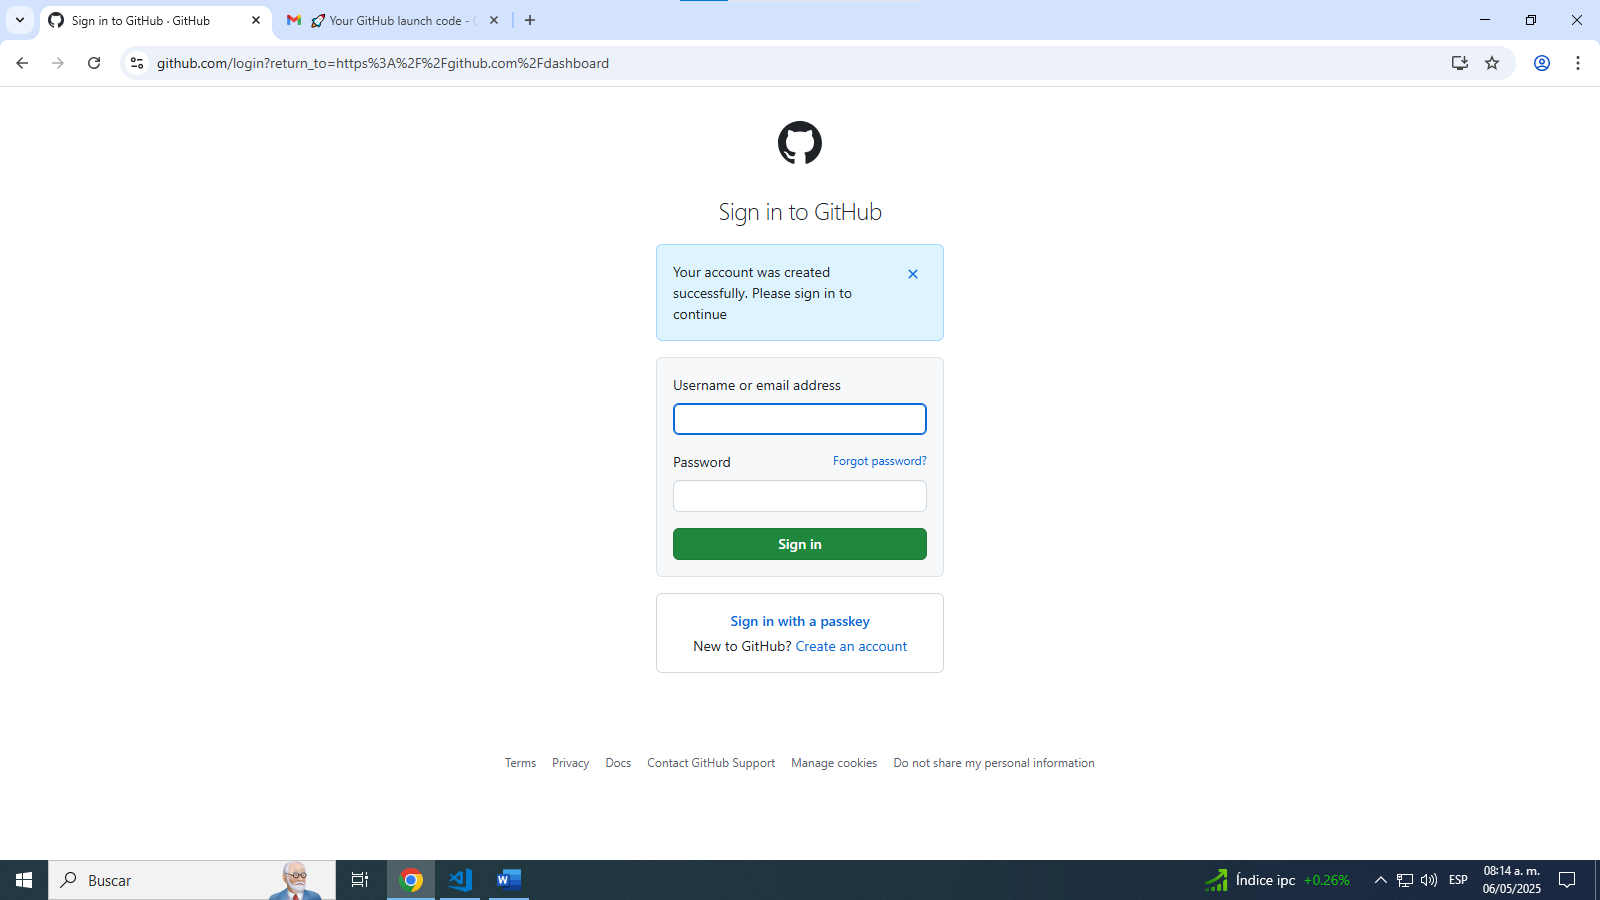 Sign in to GitHub · GitHub
Your GitHub launch code -
github.com/login?return_to=https%3A%2F%2Fgithub.com%2Fdashboard
Sign in to GitHub
Your account was created
successfully. Please sign in to
continue
Username or email address
Password
Forgot password?
Sign in
Sign in with a passkey
New to GitHub? Create an account
Terms
Privacy
Docs
Contact GitHub Support
Manage cookies
Do not share my personal information
Buscar
Índice ipc
+0.26%
ESP
08:14 a. m.
06/05/2025